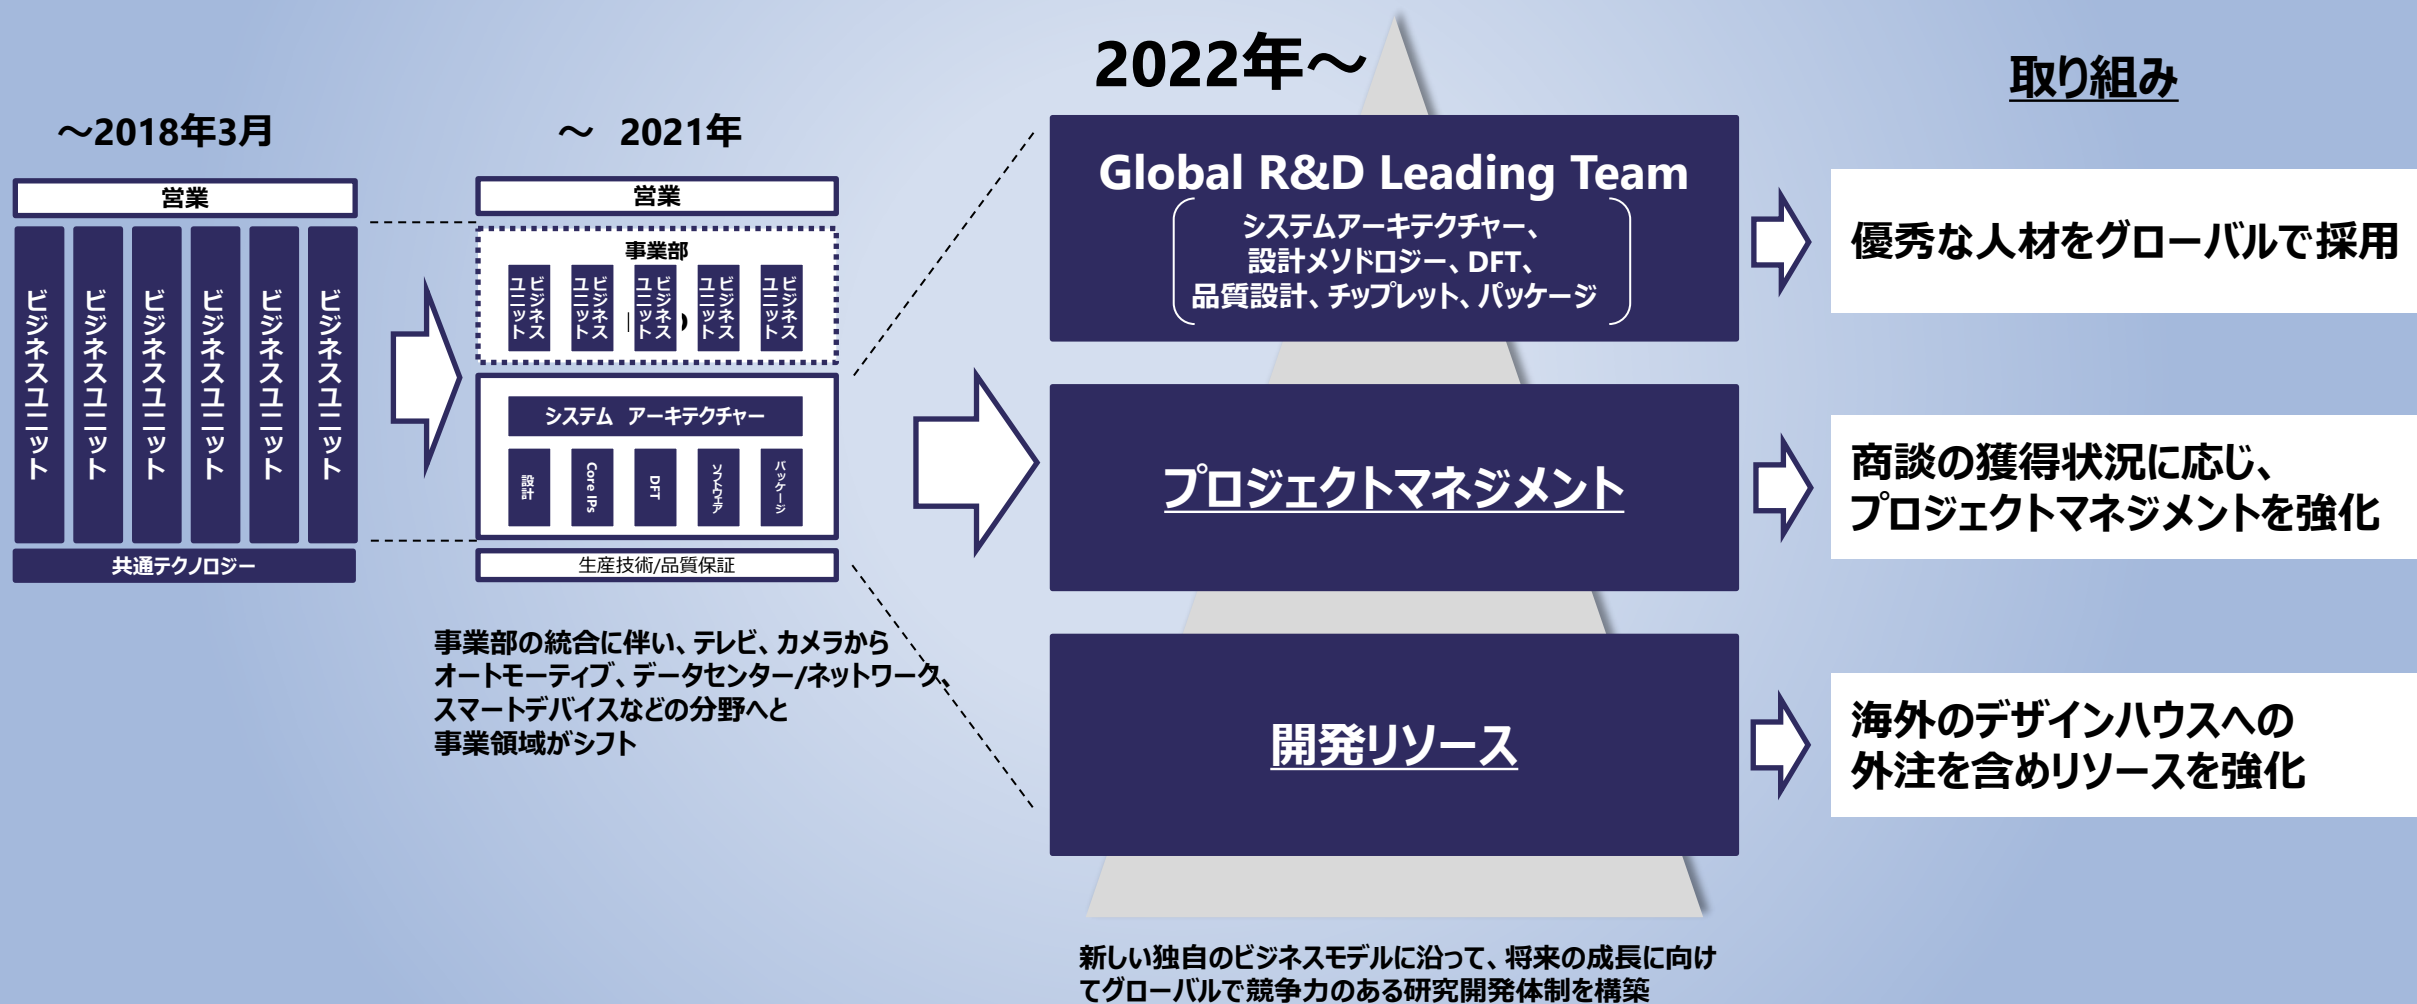 2022年～
取り組み
～2018年3月
～ 2021年
営業
ビジネスユニット
ビジネスユニット
ビジネスユニット
ビジネスユニット
ビジネスユニット
ビジネスユニット
共通テクノロジー
営業
事業部
ビジネス
ユニット
ビジネス
ユニット
ビジネス
ユニット
ビジネス
ユニット
ビジネス
ユニット
システム アーキテクチャー
設計
Core IPs
DFT
ソフトウェア
パッケージ
生産技術/品質保証
事業部の統合に伴い、テレビ、カメラから
オートモーティブ、データセンター/ネットワーク、
スマートデバイスなどの分野へと
事業領域がシフト
Global R&D Leading Team
システムアーキテクチャー、
設計メソドロジー、DFT、
品質設計、チップレット、パッケージ
優秀な人材をグローバルで採用
プロジェクトマネジメント
商談の獲得状況に応じ、
プロジェクトマネジメントを強化
開発リソース
海外のデザインハウスへの
外注を含めリソースを強化
新しい独自のビジネスモデルに沿って、将来の成長に向け
てグローバルで競争力のある研究開発体制を構築